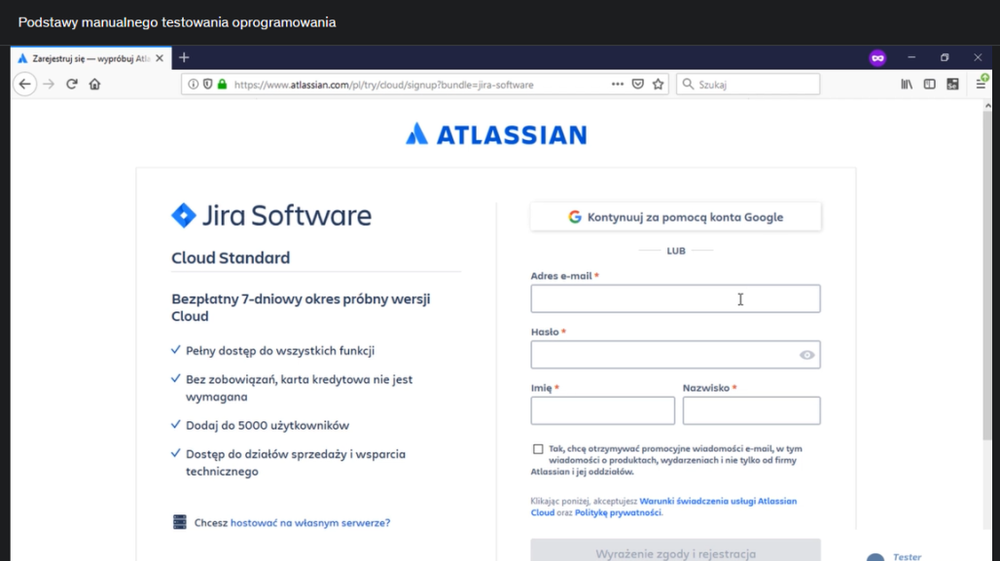 Podstawy manualnego testowania oprogramowania
Zarejestruj się — wypróbuj Atla
https://www.atlassian.com/pl/try/cloud/signup?bundle=jira-software
Szukaj
ATLASSIAN
Jira Software
Cloud Standard
Bezpłatny 7-dniowy okres próbny wersji
Cloud
Pełny dostęp do wszystkich funkcji
Bez zobowiązań, karta kredytowa nie jest
wymagana
Dodaj do 5000 użytkowników
Dostęp do działów sprzedaży i wsparcia
technicznego
Chcesz hostować na własnym serwerze?
Kontynuuj za pomocą konta Google
LUB
Adres e-mail *
Hasło *
Imię * Nazwisko *
Tak, chcę otrzymywać promocyjne wiadomości e-mail, w tym
wiadomości o produktach, wydarzeniach i nie tylko od firmy
Atlassian i jej oddziałów.
Klikając poniżej, akceptujesz Warunki świadczenia usługi Atlassian
Cloud oraz Politykę prywatności.
Wyrażenie zgody i rejestracja
Tester